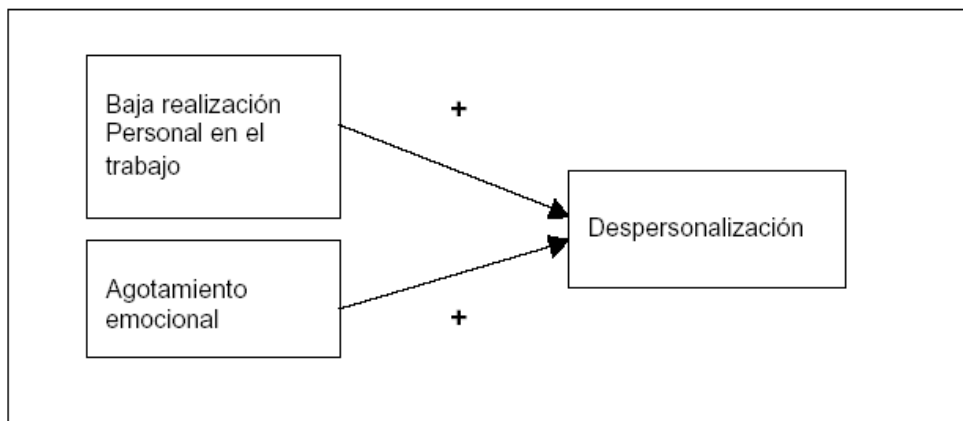 Baja realización
Personal en el
trabajo
+
Despersonalización
Agotamiento
emocional
+